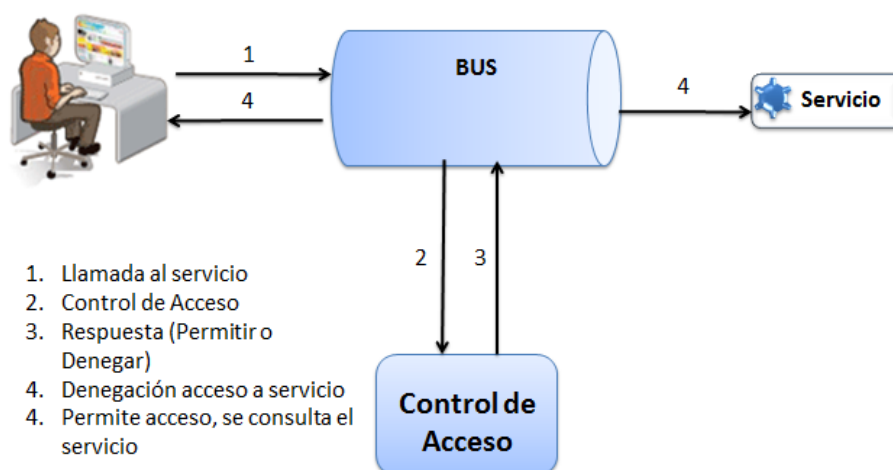 1
BUS
4
4
Servicio
2
3
1. Llamada al servicio
2. Control de Acceso
3. Respuesta (Permitir o
Denegar)
4. Denegación acceso a servicio
4. Permite acceso, se consulta el
servicio
Control de
Acceso